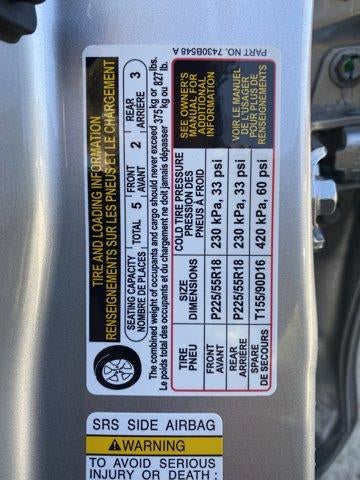 TIRE AND LOADING INFORMATION
RENSEIGNEMENTS SUR LES PNEUS ET LE CHARGEMENT
SEATING CAPACITY
NOMBRE DE PLACES
TOTAL 5
FRONT
AVANT
2
REAR
ARRIÈRE
3
The combined weight of occupants and cargo should never exceed 375 kg or 827 lbs.
Le poids total des occupants et du chargement ne doit jamais dépasser 375 kg ou 827 lb.
TIRE
PNEU
SIZE
DIMENSIONS
COLD TIRE PRESSURE
PRESSION DES
PNEUS À FROID
FRONT
AVANT
P225/55R18
230 kPa, 33 psi
REAR
ARRIÈRE
P225/55R18
230 kPa, 33 psi
SPARE
DE SECOURS
T155/90D16
420 kPa, 60 psi
SEE OWNER'S
MANUAL FOR
ADDITIONAL
INFORMATION
VOIR LE MANUEL
DE L'USAGER
POUR PLUS DE
RENSEIGNEMENTS
PART NO. 7430B548 A
SRS SIDE AIRBAG
WARNING
TO AVOID SERIOUS
INJURY OR DEATH